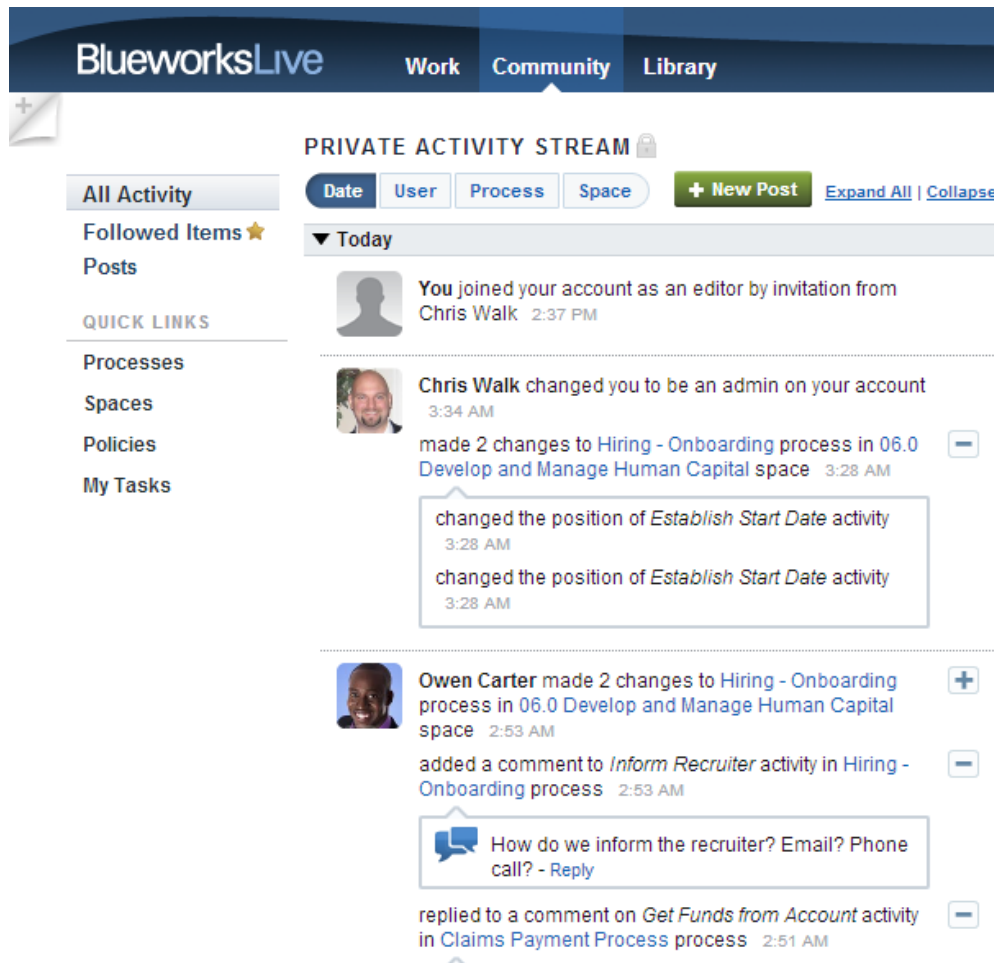 BlueworksLive
Work Community Library
PRIVATE ACTIVITY STREAM
All Activity
Followed Items
Posts
QUICK LINKS
Processes
Spaces
Policies
My Tasks
Date User Process Space + New Post Expand All | Collapse
Today
You joined your account as an editor by invitation from
Chris Walk 2:37 PM
Chris Walk changed you to be an admin on your account
3:34 AM
made 2 changes to Hiring - Onboarding process in 06.0
Develop and Manage Human Capital space 3:28 AM
changed the position of Establish Start Date activity
3:28 AM
changed the position of Establish Start Date activity
3:28 AM
Owen Carter made 2 changes to Hiring - Onboarding
process in 06.0 Develop and Manage Human Capital
space 2:53 AM
added a comment to Inform Recruiter activity in Hiring -
Onboarding process 2:53 AM
How do we inform the recruiter? Email? Phone
call? - Reply
replied to a comment on Get Funds from Account activity
in Claims Payment Process process 2:51 AM